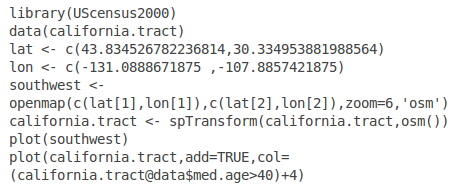 library(UScensus2000)
data(california.tract)
lat <- c(43.834526782236814,30.334953881988564)
lon <- c(-131.0888671875 ,-107.8857421875)
southwest <-
openmap(c(lat[1],lon[1]),c(lat[2],lon[2]),zoom=6,'osm')
california.tract <- spTransform(california.tract,osm())
plot(southwest)
plot(california.tract,add=TRUE,col=
(california.tract@data$med.age>40)+4)